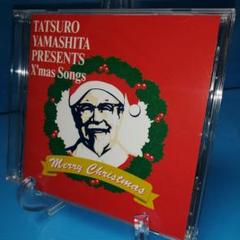 TATSURO
YAMASHITA
PRESENTS
X'mas Songs
Merry Christmas